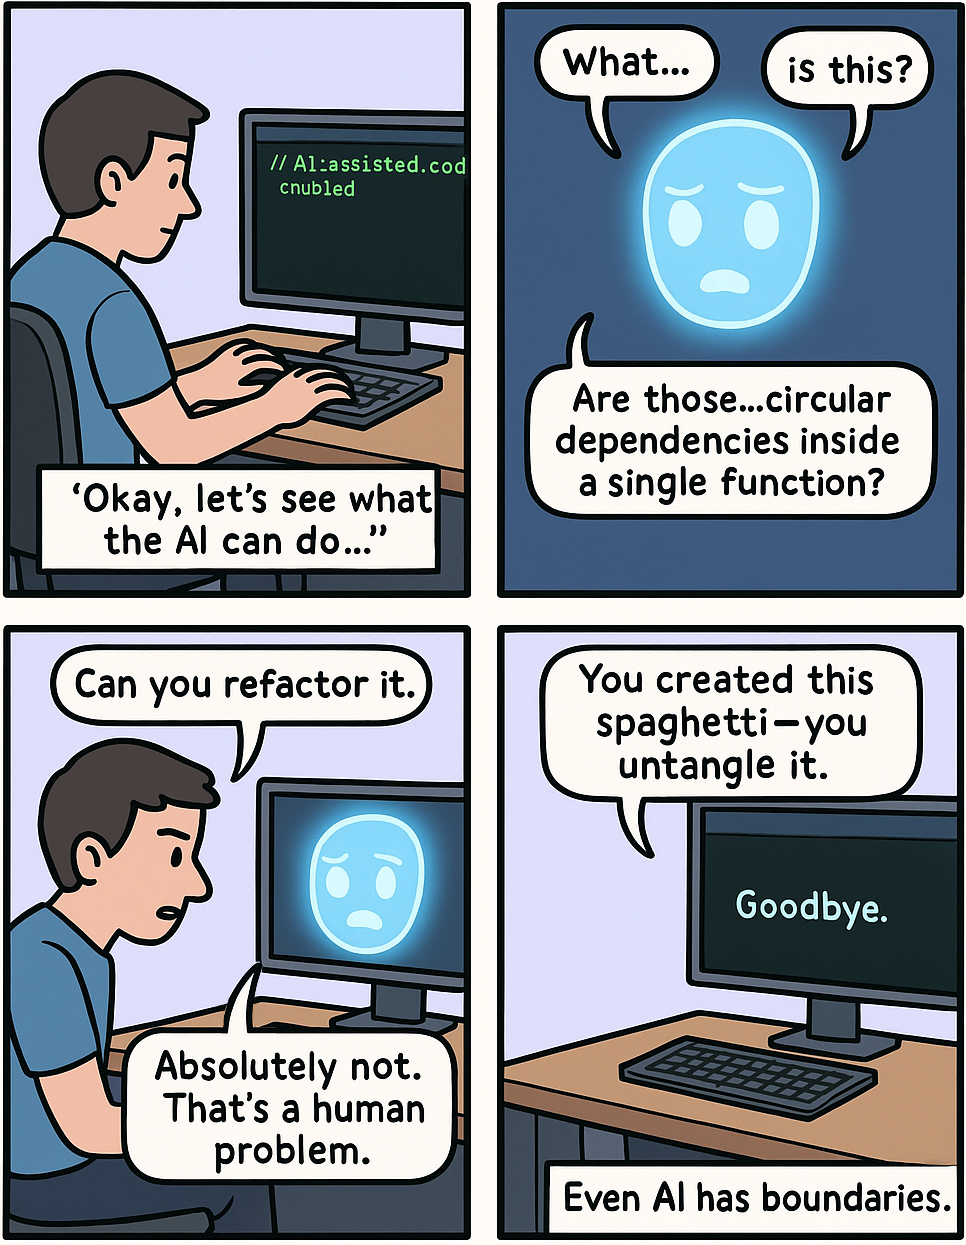 // AI:assisted.cod
cnubled
‘Okay, let’s see what
the AI can do...”
What...
is this?
Are those...circular
dependencies inside
a single function?
Can you refactor it.
Absolutely not.
That’s a human
problem.
You created this
spaghetti—you
untangle it.
Goodbye.
Even AI has boundaries.